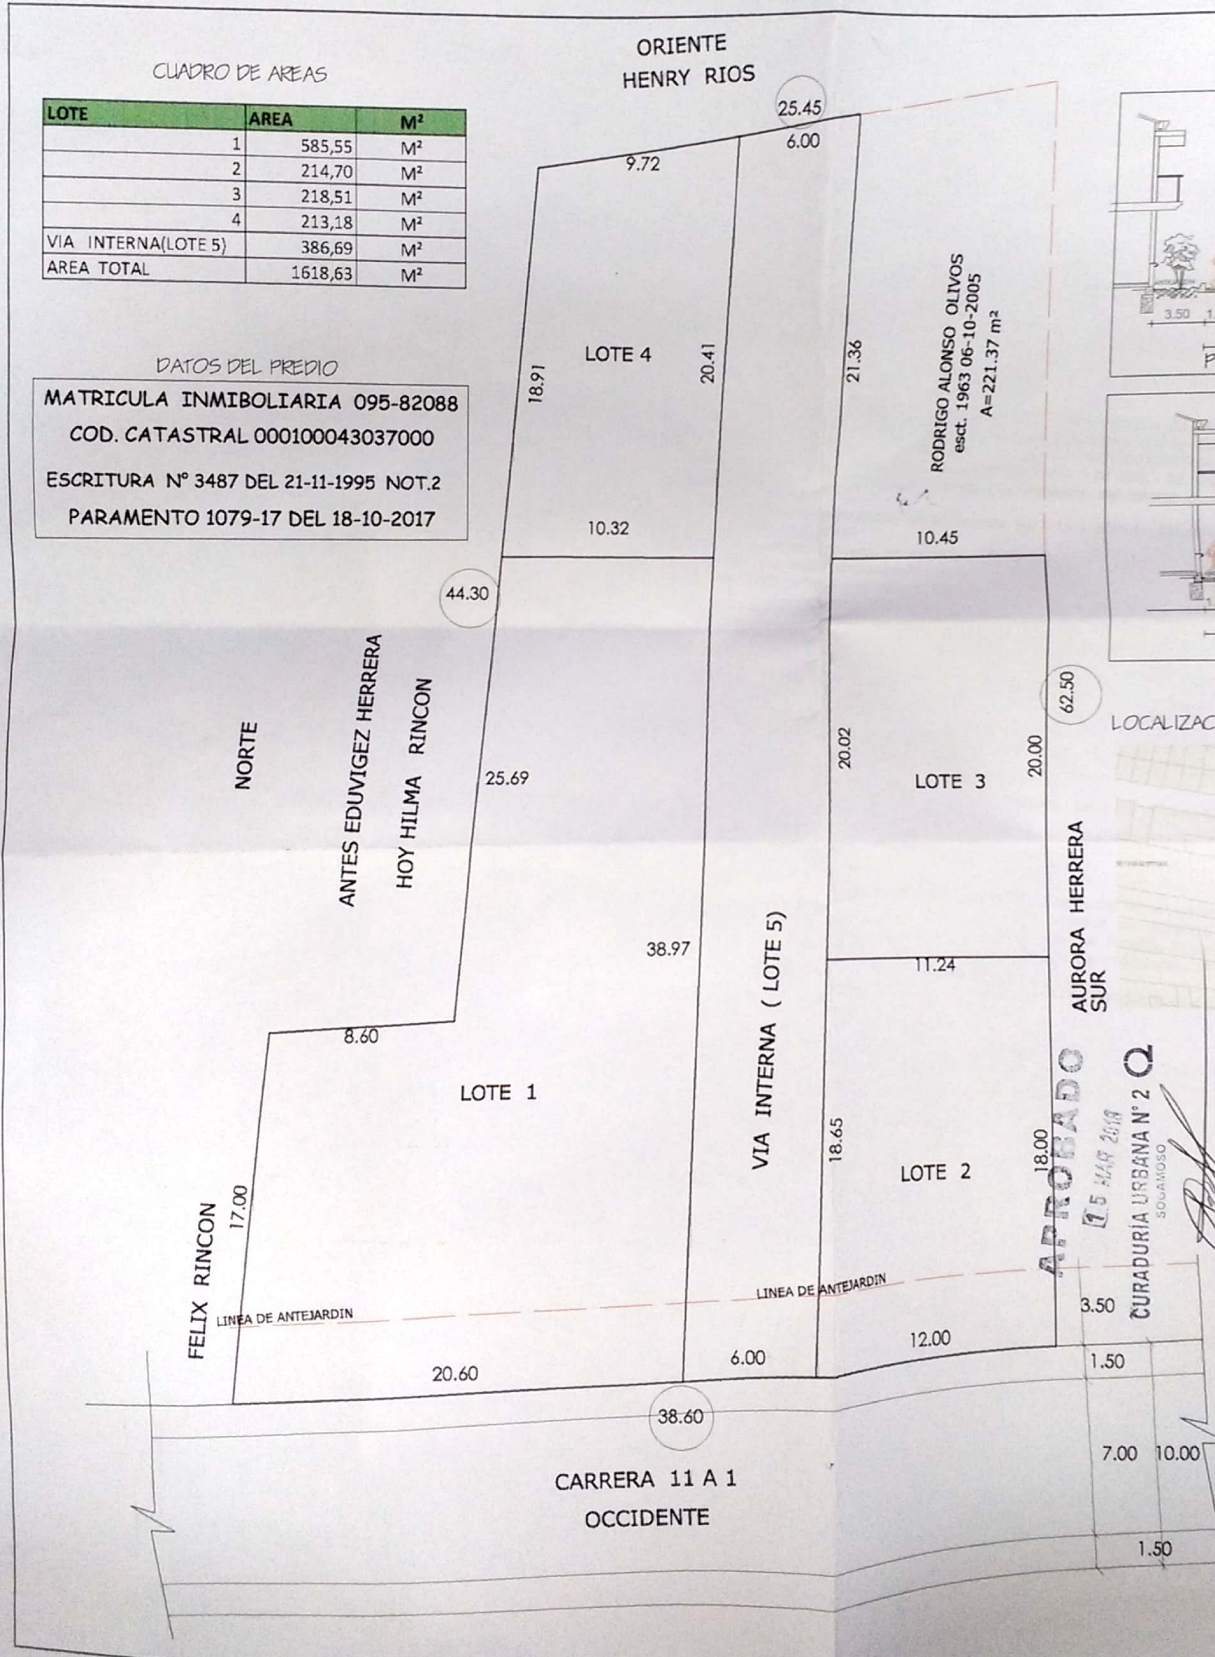 CUADRO DE AREAS
LOTE AREA M²
1 585,55 M²
2 214,70 M²
3 218,51 M²
4 213,18 M²
VIA INTERNA(LOTE 5) 386,69 M²
AREA TOTAL 1618,63 M²
DATOS DEL PREDIO
MATRICULA INMIBOLIARIA 095-82088
COD. CATASTRAL 000100043037000
ESCRITURA Nº 3487 DEL 21-11-1995 NOT.2
PARAMENTO 1079-17 DEL 18-10-2017
ORIENTE
HENRY RIOS
25.45
9.72
6.00
LOTE 4
18.91
20.41
21.36
10.32
RODRIGO ALONSO OLIVOS
esct. 1963 06-10-2005
A=221.37 m²
10.45
3.50
44.30
NORTE
ANTES EDUVIGEZ HERRERA
HOY HILMA RINCON
25.69
38.97
20.02
LOTE 3
20.00
62.50
LOCALIZAC
AURORA HERRERA
SUR
11.24
8.60
LOTE 1
VIA INTERNA ( LOTE 5)
18.65
LOTE 2
18.00
APROBADO
15 MAR 2018
CURADURÍA URBANA Nº 2
SOGAMOSO
17.00
FELIX RINCON
LINEA DE ANTEJARDIN
LINEA DE ANTEJARDIN
20.60
6.00
12.00
38.60
3.50
1.50
7.00
10.00
1.50
CARRERA 11 A 1
OCCIDENTE